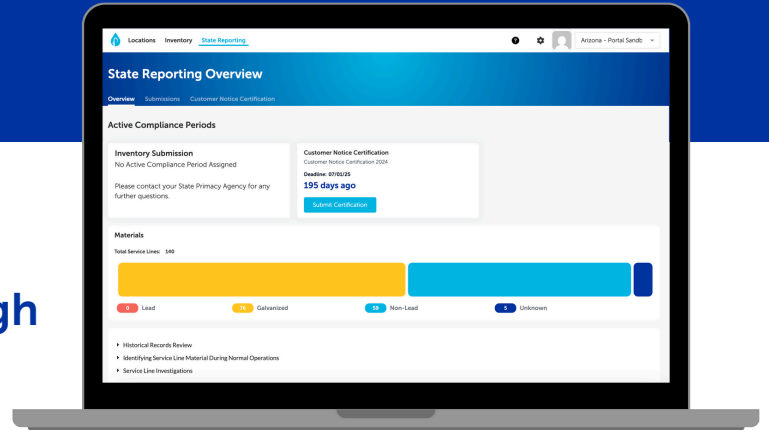 Locations Inventory State Reporting
Arizona - Portal Sandb
State Reporting Overview
Overview Submissions Customer Notice Certification
Active Compliance Periods
Inventory Submission
No Active Compliance Period Assigned
Please contact your State Primacy Agency for any
further questions.
Customer Notice Certification
Customer Notice Certification 2024
Deadline: 07/01/25
195 days ago
Submit Certification
Materials
Total Service Lines: 140
0 Lead 76 Galvanized 59 Non-Lead 5 Unknown
gh
Historical Records Review
Identifying Service Line Material During Normal Operations
Service Line Investigations